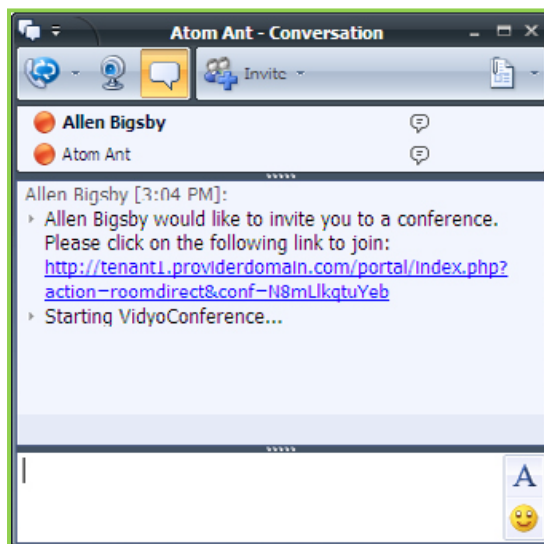 Atom Ant - Conversation
Invite
Allen Bigsby
Atom Ant
Allen Bigsby [3:04 PM]:
Allen Bigsby would like to invite you to a conference.
Please click on the following link to join:
http://tenant1.providerdomain.com/portal/index.php?
action=roomdirect&conf=N8mLlkqtuYeb
Starting VidyoConference...
A